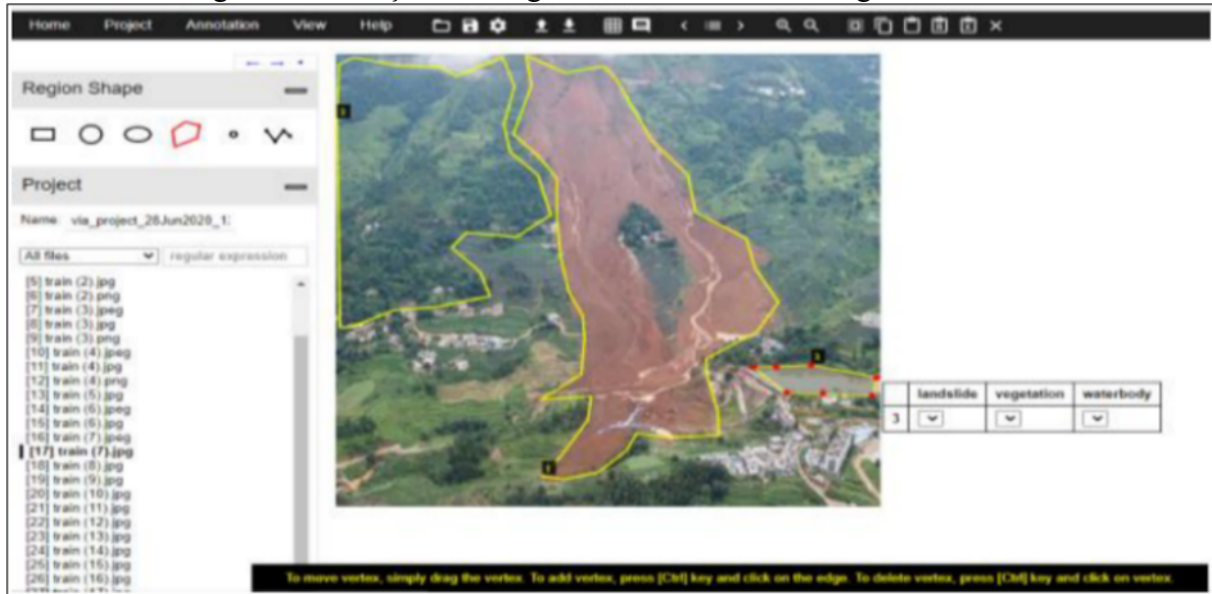 Home Project Annotation View Help
Region Shape
Project
Name: via_project_28Jun2020_1:
All files regular expression
[5] train (2).jpg
[6] train (2).png
[7] train (3).jpeg
[8] train (3).jpg
[9] train (3).png
[10] train (4).jpeg
[11] train (4).jpg
[12] train (4).png
[13] train (5).jpg
[14] train (6).jpeg
[15] train (6).jpg
[16] train (7).jpeg
[17] train (7).jpg
[18] train (8).jpg
[19] train (9).jpg
[20] train (10).jpg
[21] train (11).jpg
[22] train (12).jpg
[23] train (13).jpg
[24] train (14).jpg
[25] train (15).jpg
[26] train (16).jpg
[27] train (17).jpg
3
landslide vegetation waterbody
3
To move vertex, simply drag the vertex. To add vertex, press [Ctrl] key and click on the edge. To delete vertex, press [Ctrl] key and click on vertex.